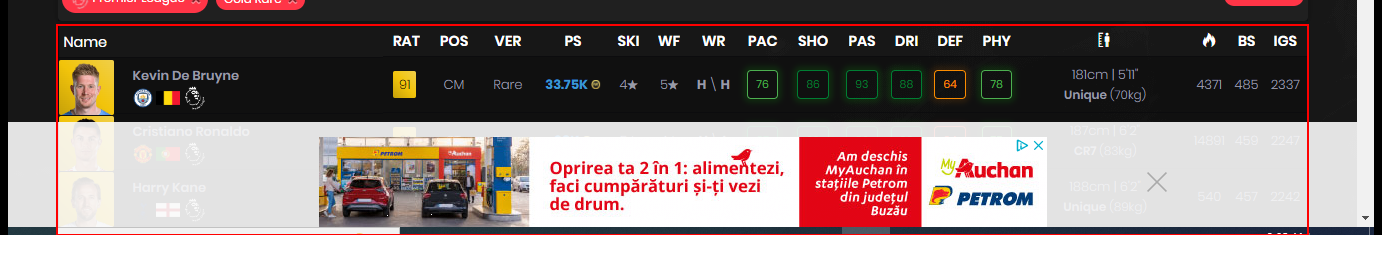 Premier League
Gold Rare
Name RAT POS VER PS SKI WF WR PAC SHO PAS DRI DEF PHY BS IGS
Kevin De Bruyne
91 CM Rare 33.75K 4★ 5★ H \ H 76 86 93 88 64 78
181cm | 5'11"
Unique (70kg)
4371 485 2337
Cristiano Ronaldo
187cm | 6'2"
CR7 (83kg)
14891 458 2247
Harry Kane
188cm | 6'2"
Unique (89kg)
640 457 2242
Oprirea ta 2 în 1: alimentezi,
faci cumpărături și-ți vezi
de drum.
Am deschis
MyAuchan în
stațiile Petrom
din județul
Buzău
My Auchan
PETROM
PETROM
Auchan